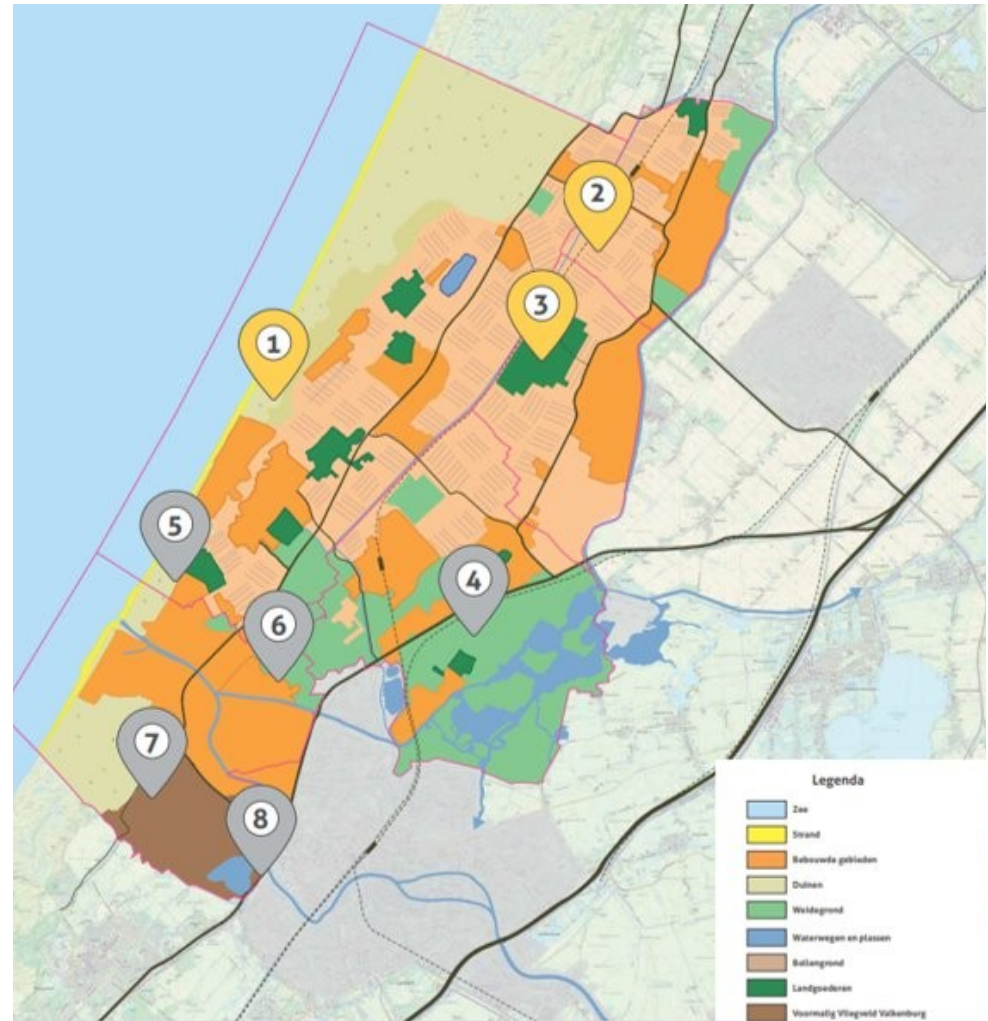 2
3
1
5
4
6
7
8
Legenda
Zee
Strand
Bebouwde gebieden
Duinen
Weidegrond
Waterwegen en plassen
Bollengrond
Landgoederen
Voormalig Vliegveld Valkenburg